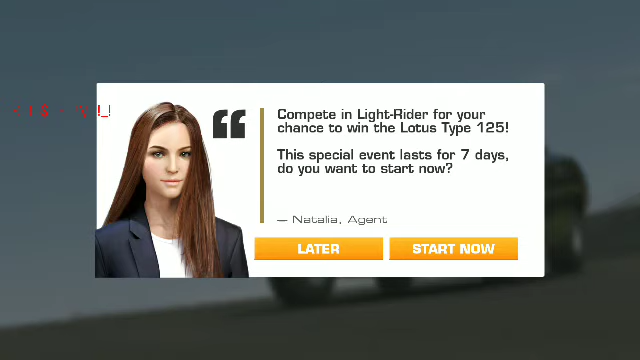 Compete in Light-Rider for your
chance to win the Lotus Type 125!
This special event lasts for 7 days,
do you want to start now?
— Natalia, Agent
LATER
START NOW